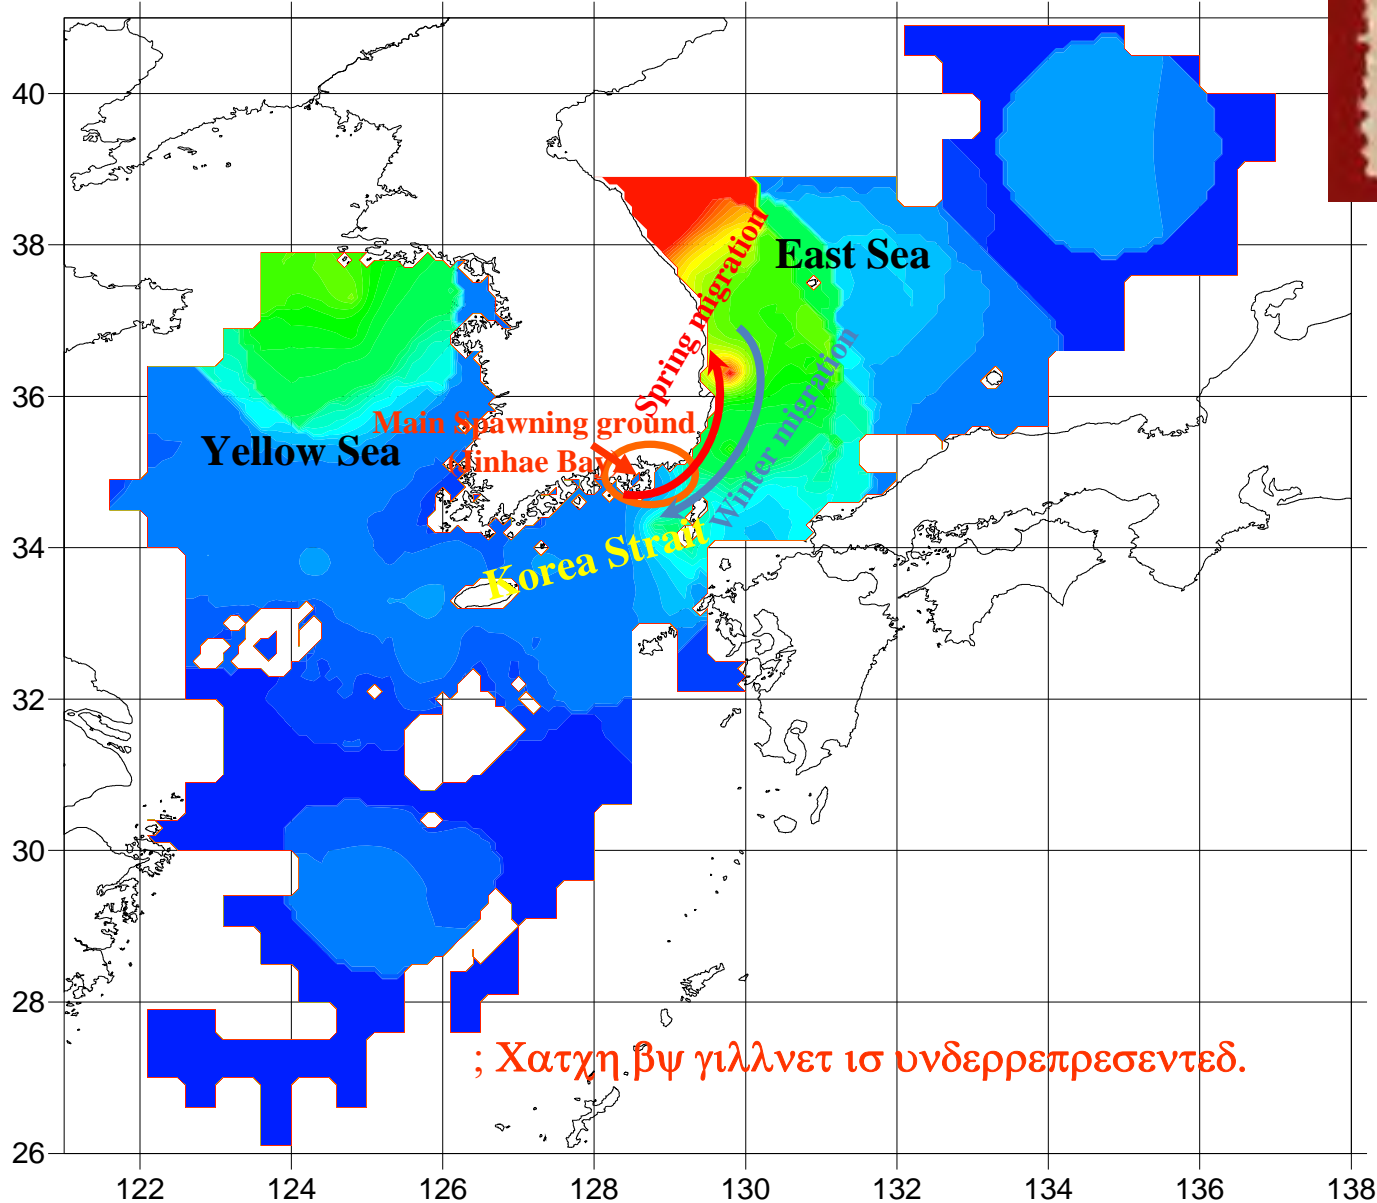 40
38
36
34
32
30
28
26
East Sea
Spring migration
Winter migration
Main Spawning ground
(Jinhae Bay)
Yellow Sea
Korea Strait
; Χατχη βψ γιλλνετ ισ υνδερρεπρεσεντεδ.
122 124 126 128 130 132 134 136 138